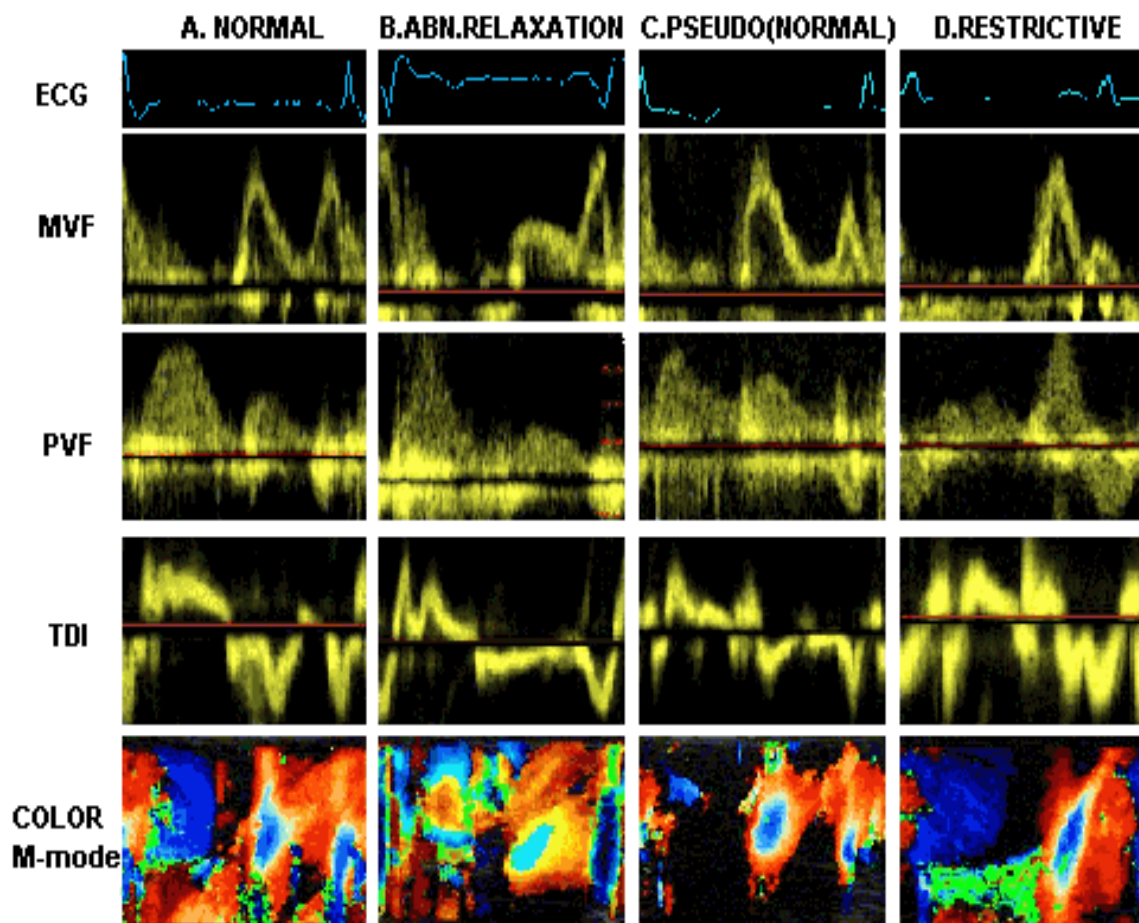 A. NORMAL B.ABN.RELAXATION C.PSEUDO(NORMAL) D.RESTRICTIVE
ECG
MVF
PVF
TDI
COLOR
M-mode